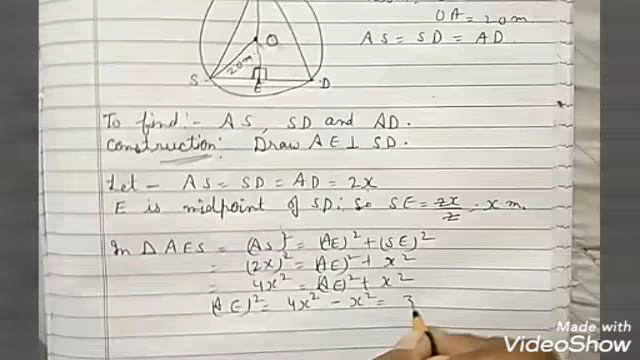 OA = 20m.
AS = SD = AD.
O
20m.
S
E
D
To find :- AS, SD and AD.
Construction: Draw AE ⊥ SD.
Let - AS = SD = AD = 2x
E is midpoint of SD; so SE = 2x/2 = x m.
In Δ AES = (AS)² = (AE)² + (SE)²
= (2x)² = (AE)² + x²
= 4x² = (AE)² + x²
(AE)² = 4x² - x² = 3
Made with
VideoShow